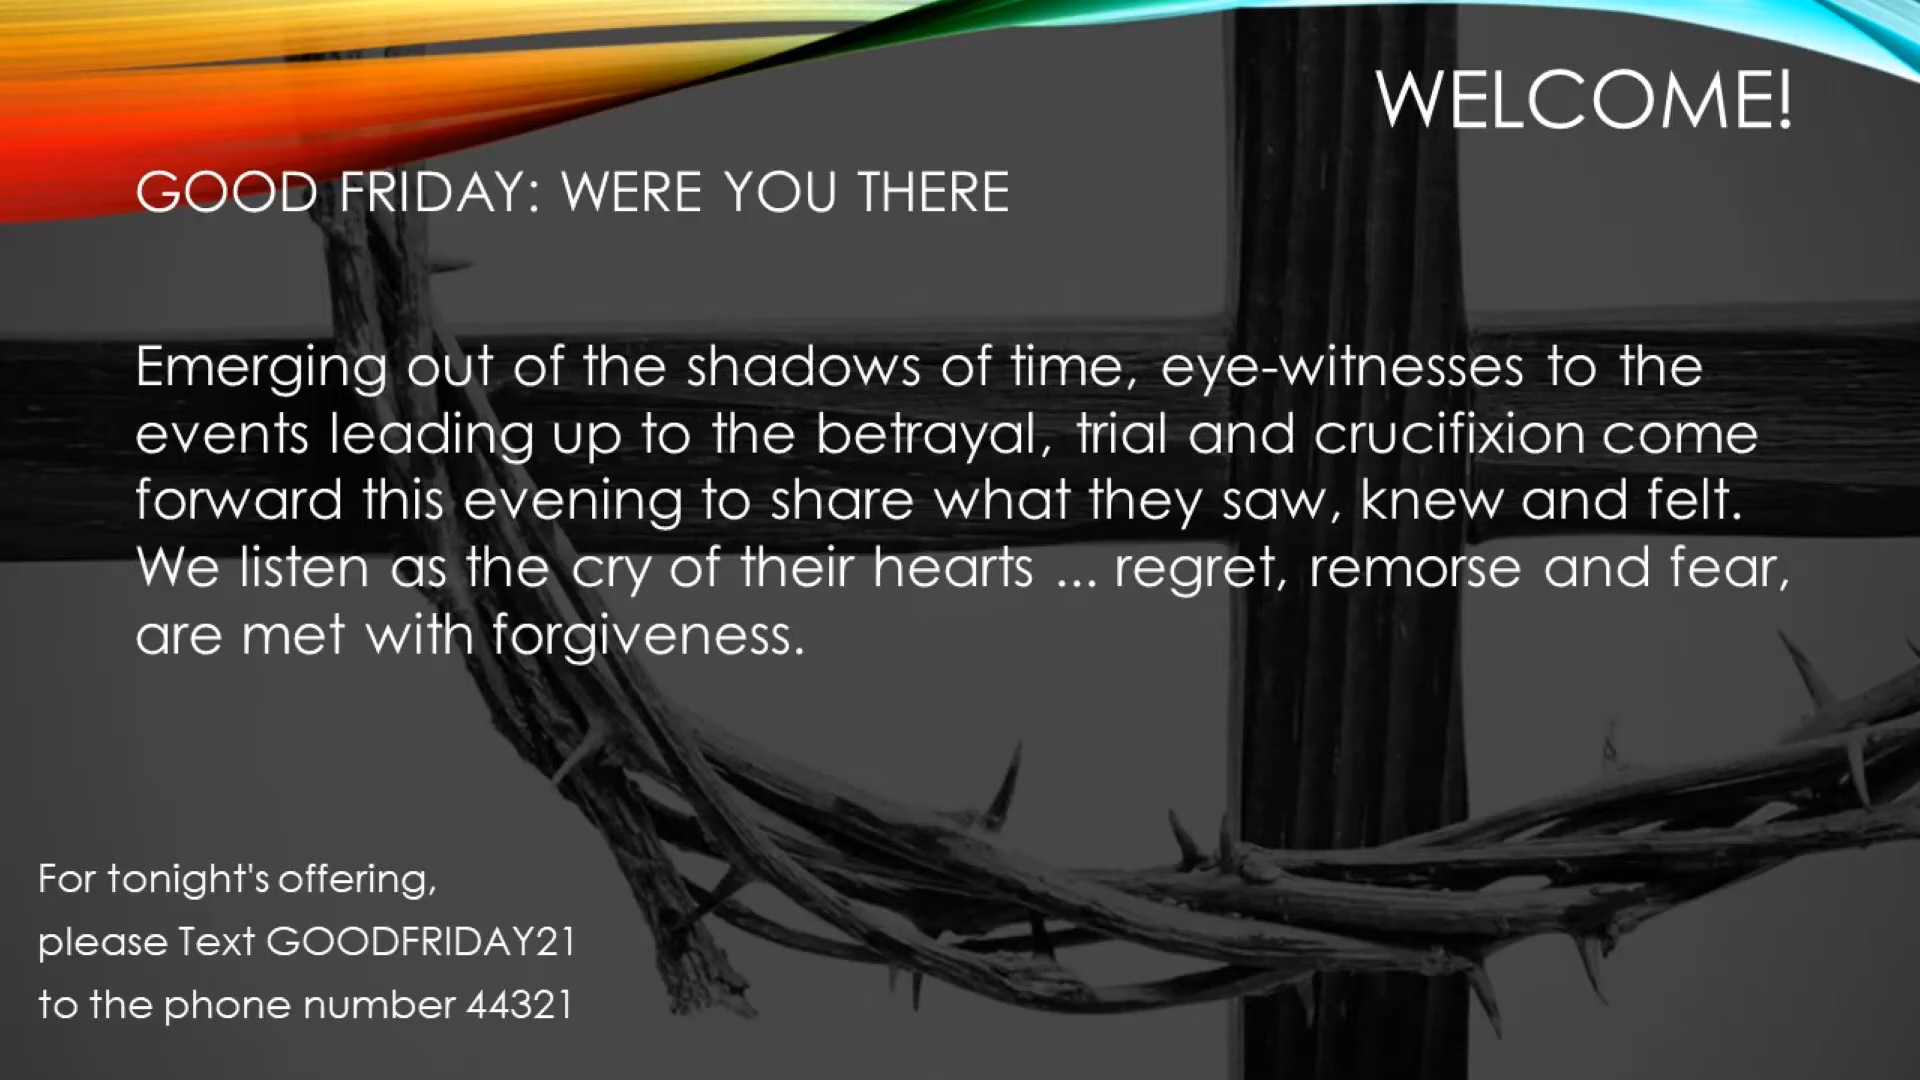 WELCOME!
GOOD FRIDAY: WERE YOU THERE
Emerging out of the shadows of time, eye-witnesses to the
events leading up to the betrayal, trial and crucifixion come
forward this evening to share what they saw, knew and felt.
We listen as the cry of their hearts ... regret, remorse and fear,
are met with forgiveness.
For tonight's offering,
please Text GOODFRIDAY21
to the phone number 44321